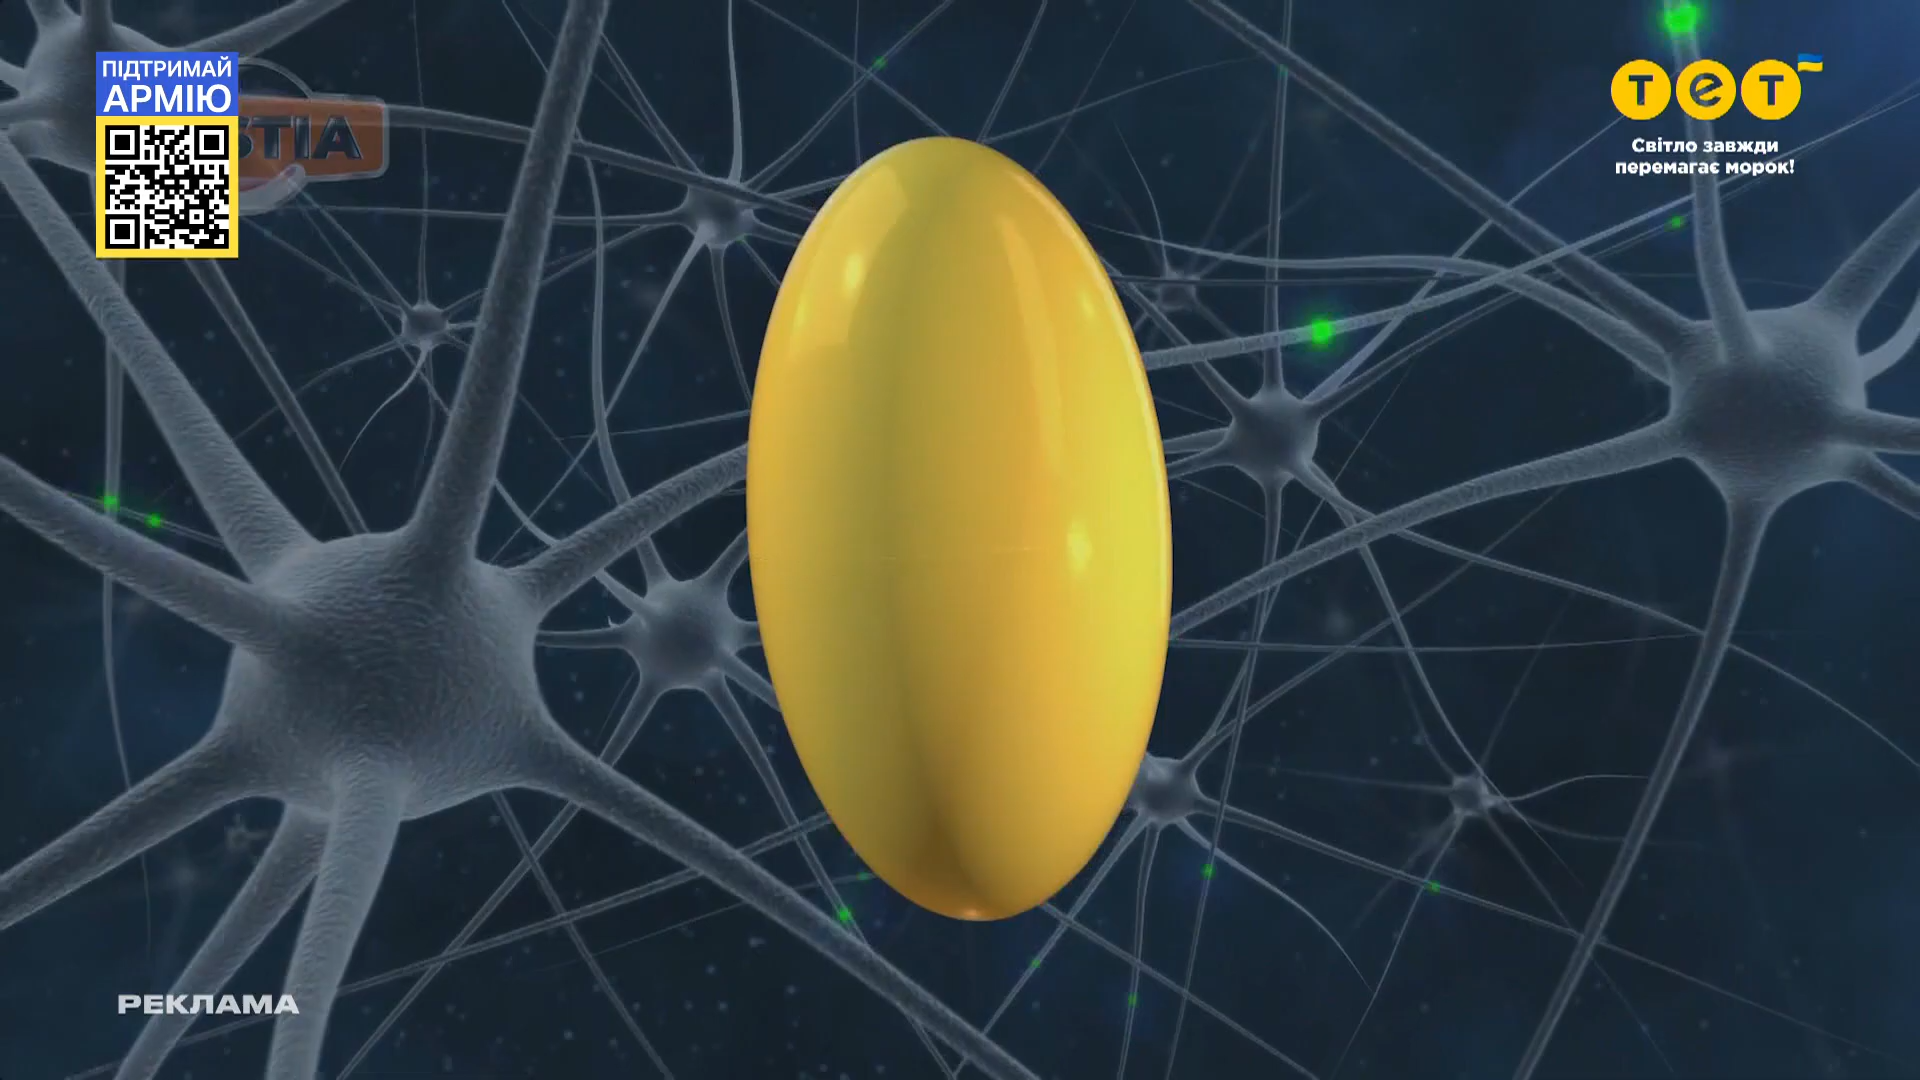 ПІДТРИМАЙ
АРМІЮ
тет
Світло завжди
перемагає морок!
РЕКЛАМА